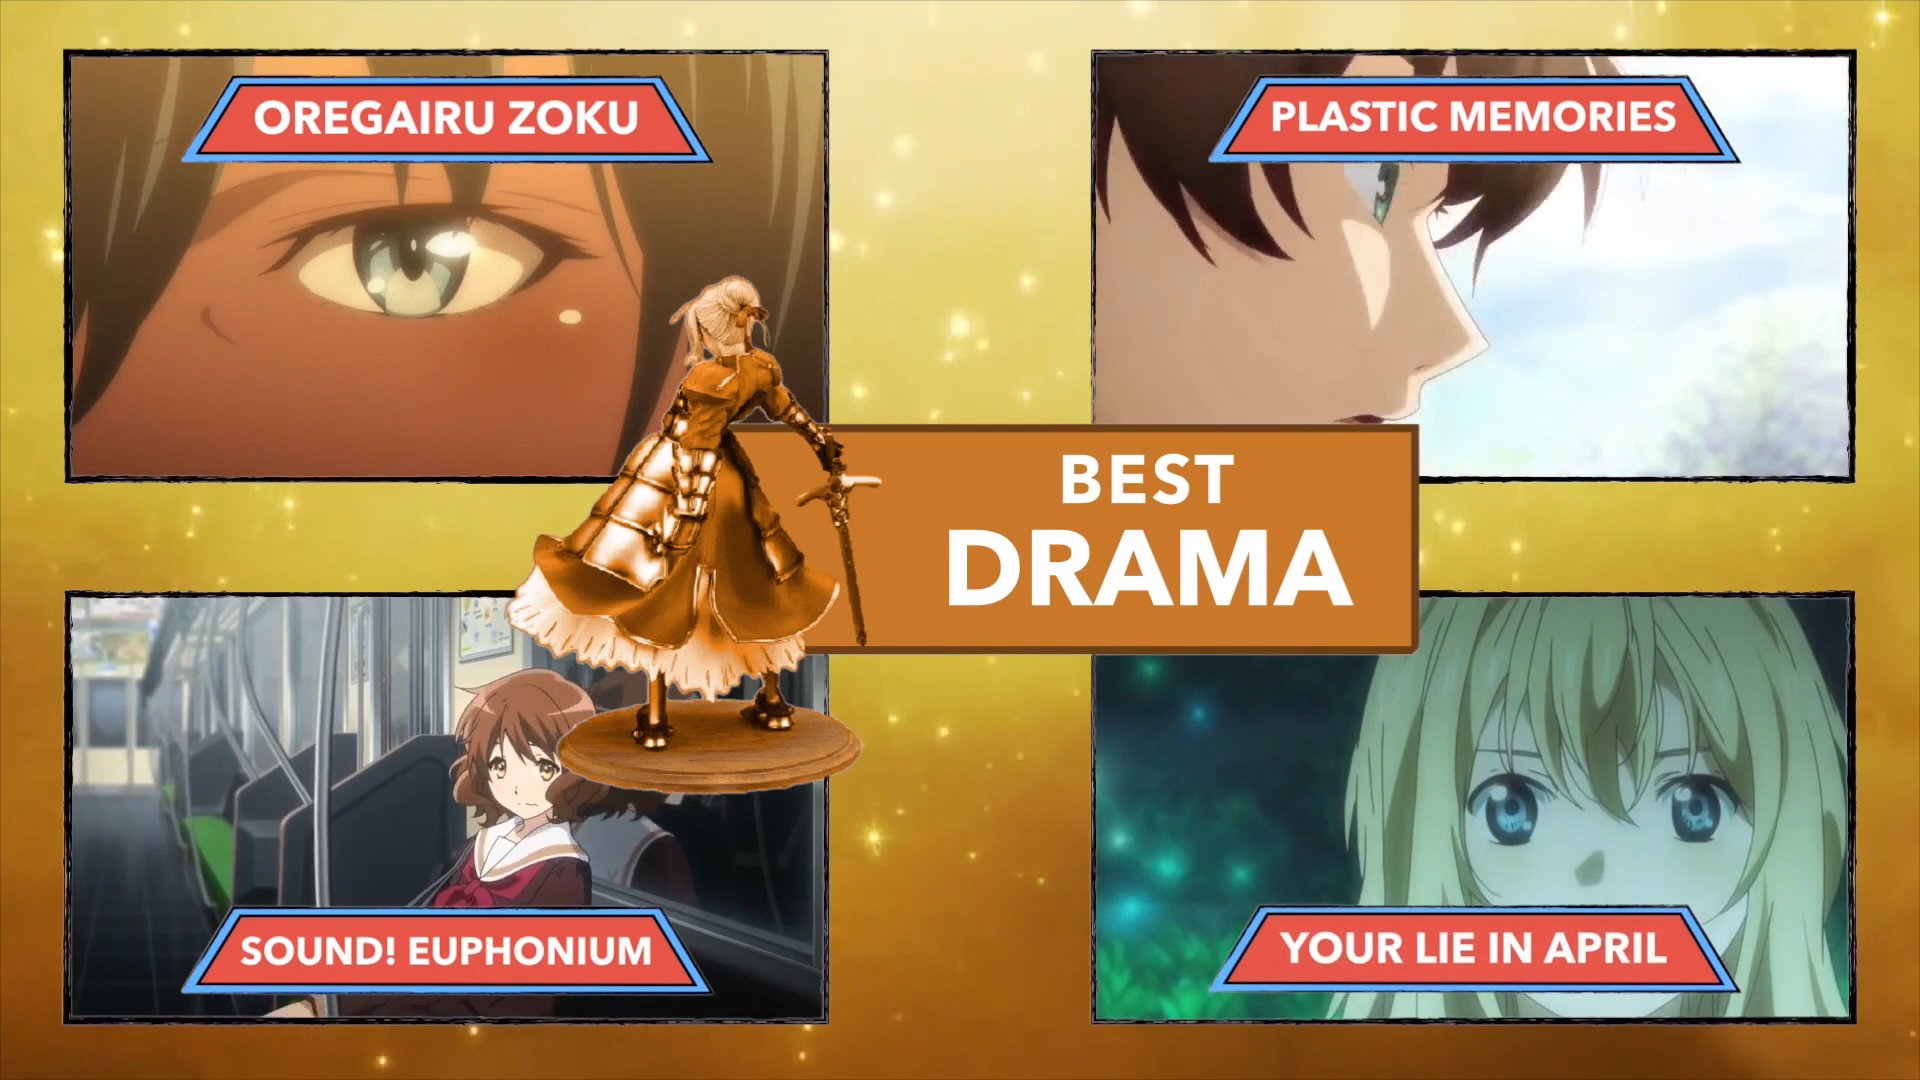 OREGAIRU ZOKU
PLASTIC MEMORIES
BEST
DRAMA
SOUND! EUPHONIUM
YOUR LIE IN APRIL